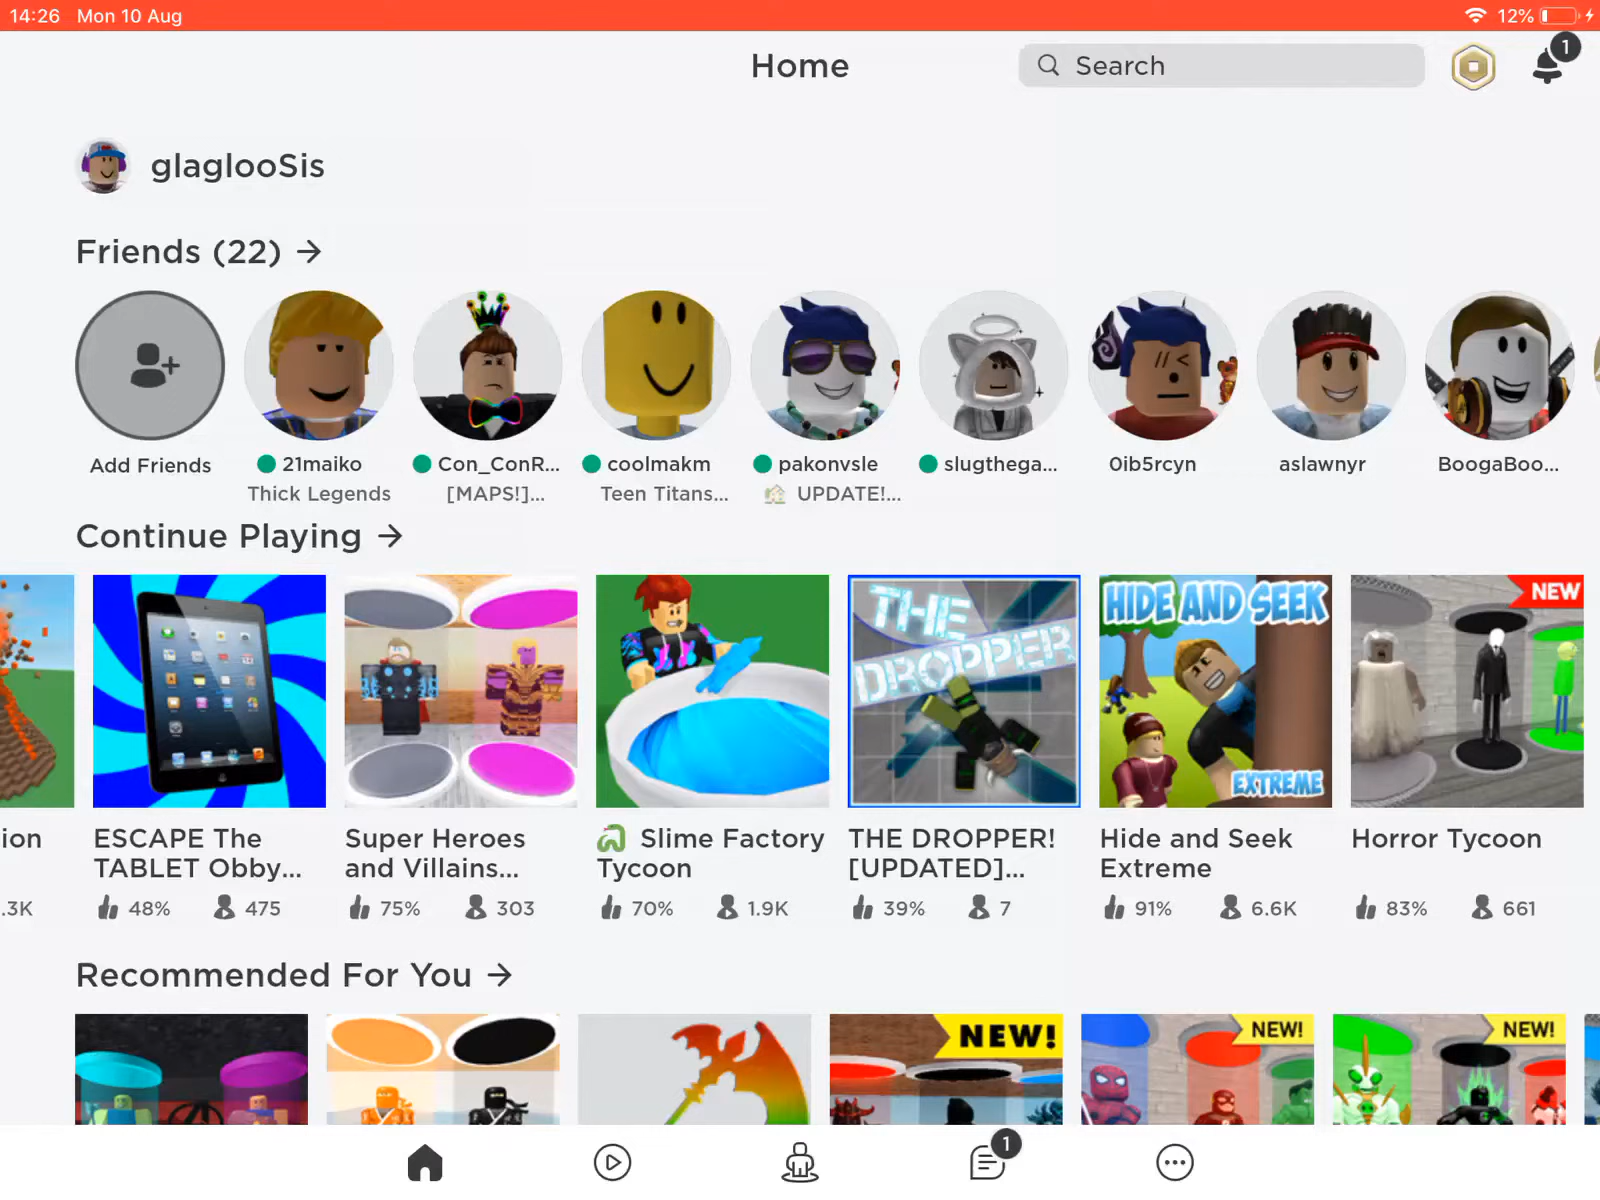 14:26 Mon 10 Aug 12%
Home
Search
1
glaglooSis
Friends (22) →
Add Friends
21maiko
Con_ConR...
coolmakm
pakonvsle
slugthega...
0ib5rcyn
aslawnyr
BoogaBoo...
Thick Legends
[MAPS!]...
Teen Titans...
UPDATE!...
Continue Playing →
THE DROPPER
HIDE AND SEEK
EXTREME
NEW
ion
ESCAPE The
TABLET Obby...
Super Heroes
and Villains...
Slime Factory
Tycoon
THE DROPPER!
[UPDATED]...
Hide and Seek
Extreme
Horror Tycoon
.3K
48% 475
75% 303
70% 1.9K
39% 7
91% 6.6K
83% 661
Recommended For You →
NEW!
NEW!
NEW!
1